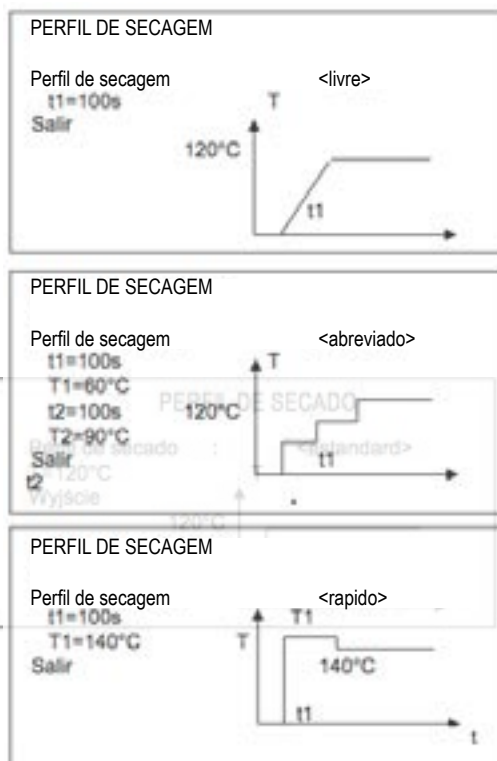 PERFIL DE SECAGEM
Perfil de secagem <livre>
t1=100s
Salir
T
120°C
t1
PERFIL DE SECAGEM
Perfil de secagem <abreviado>
t1=100s
T
T1=60°C
PERFIL DE SECADO
t2=100s
120°C
T2=90°C
de secado : <standard>
Salir
t1
=120°C
t2
Wyjście
120°C
PERFIL DE SECAGEM
Perfil de secagem <rapido>
t1=100s
T1
T1=140°C
T
Salir
140°C
t1
t